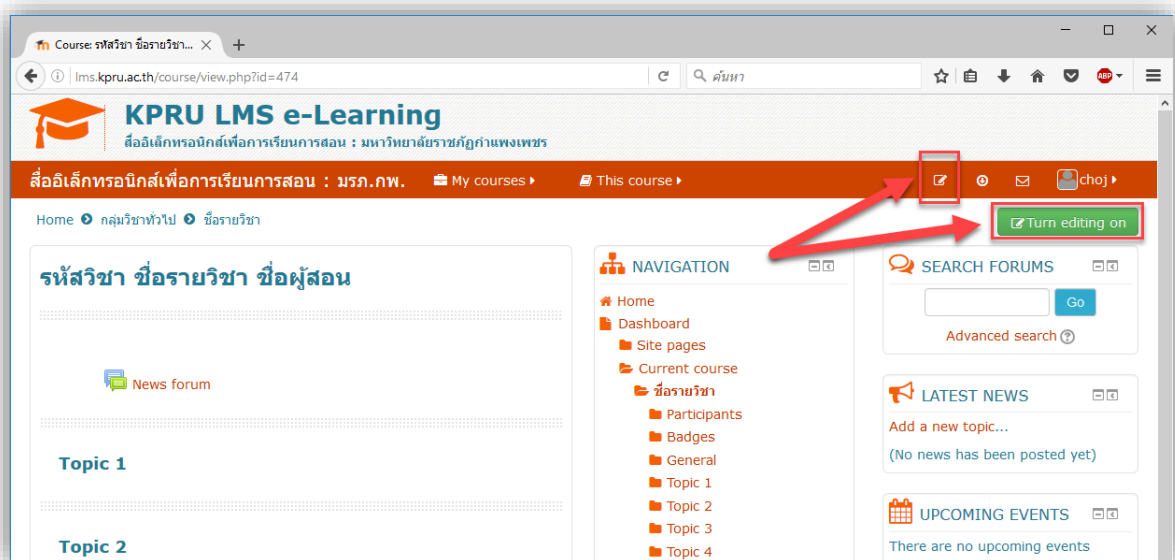 Course: รหัสวิชา ชื่อรายวิชา...
lms.kpru.ac.th/course/view.php?id=474
ค้นหา
ABP
KPRU LMS e-Learning
สื่ออิเล็กทรอนิกส์เพื่อการเรียนการสอน : มหาวิทยาลัยราชภัฏกำแพงเพชร
สื่ออิเล็กทรอนิกส์เพื่อการเรียนการสอน : มรภ.กพ.
My courses
This course
choj
Home กลุ่มวิชาทั่วไป ชื่อรายวิชา
Turn editing on
รหัสวิชา ชื่อรายวิชา ชื่อผู้สอน
News forum
Topic 1
Topic 2
NAVIGATION
Home
Dashboard
Site pages
Current course
ชื่อรายวิชา
Participants
Badges
General
Topic 1
Topic 2
Topic 3
Topic 4
SEARCH FORUMS
Go
Advanced search
LATEST NEWS
Add a new topic...
(No news has been posted yet)
UPCOMING EVENTS
There are no upcoming events